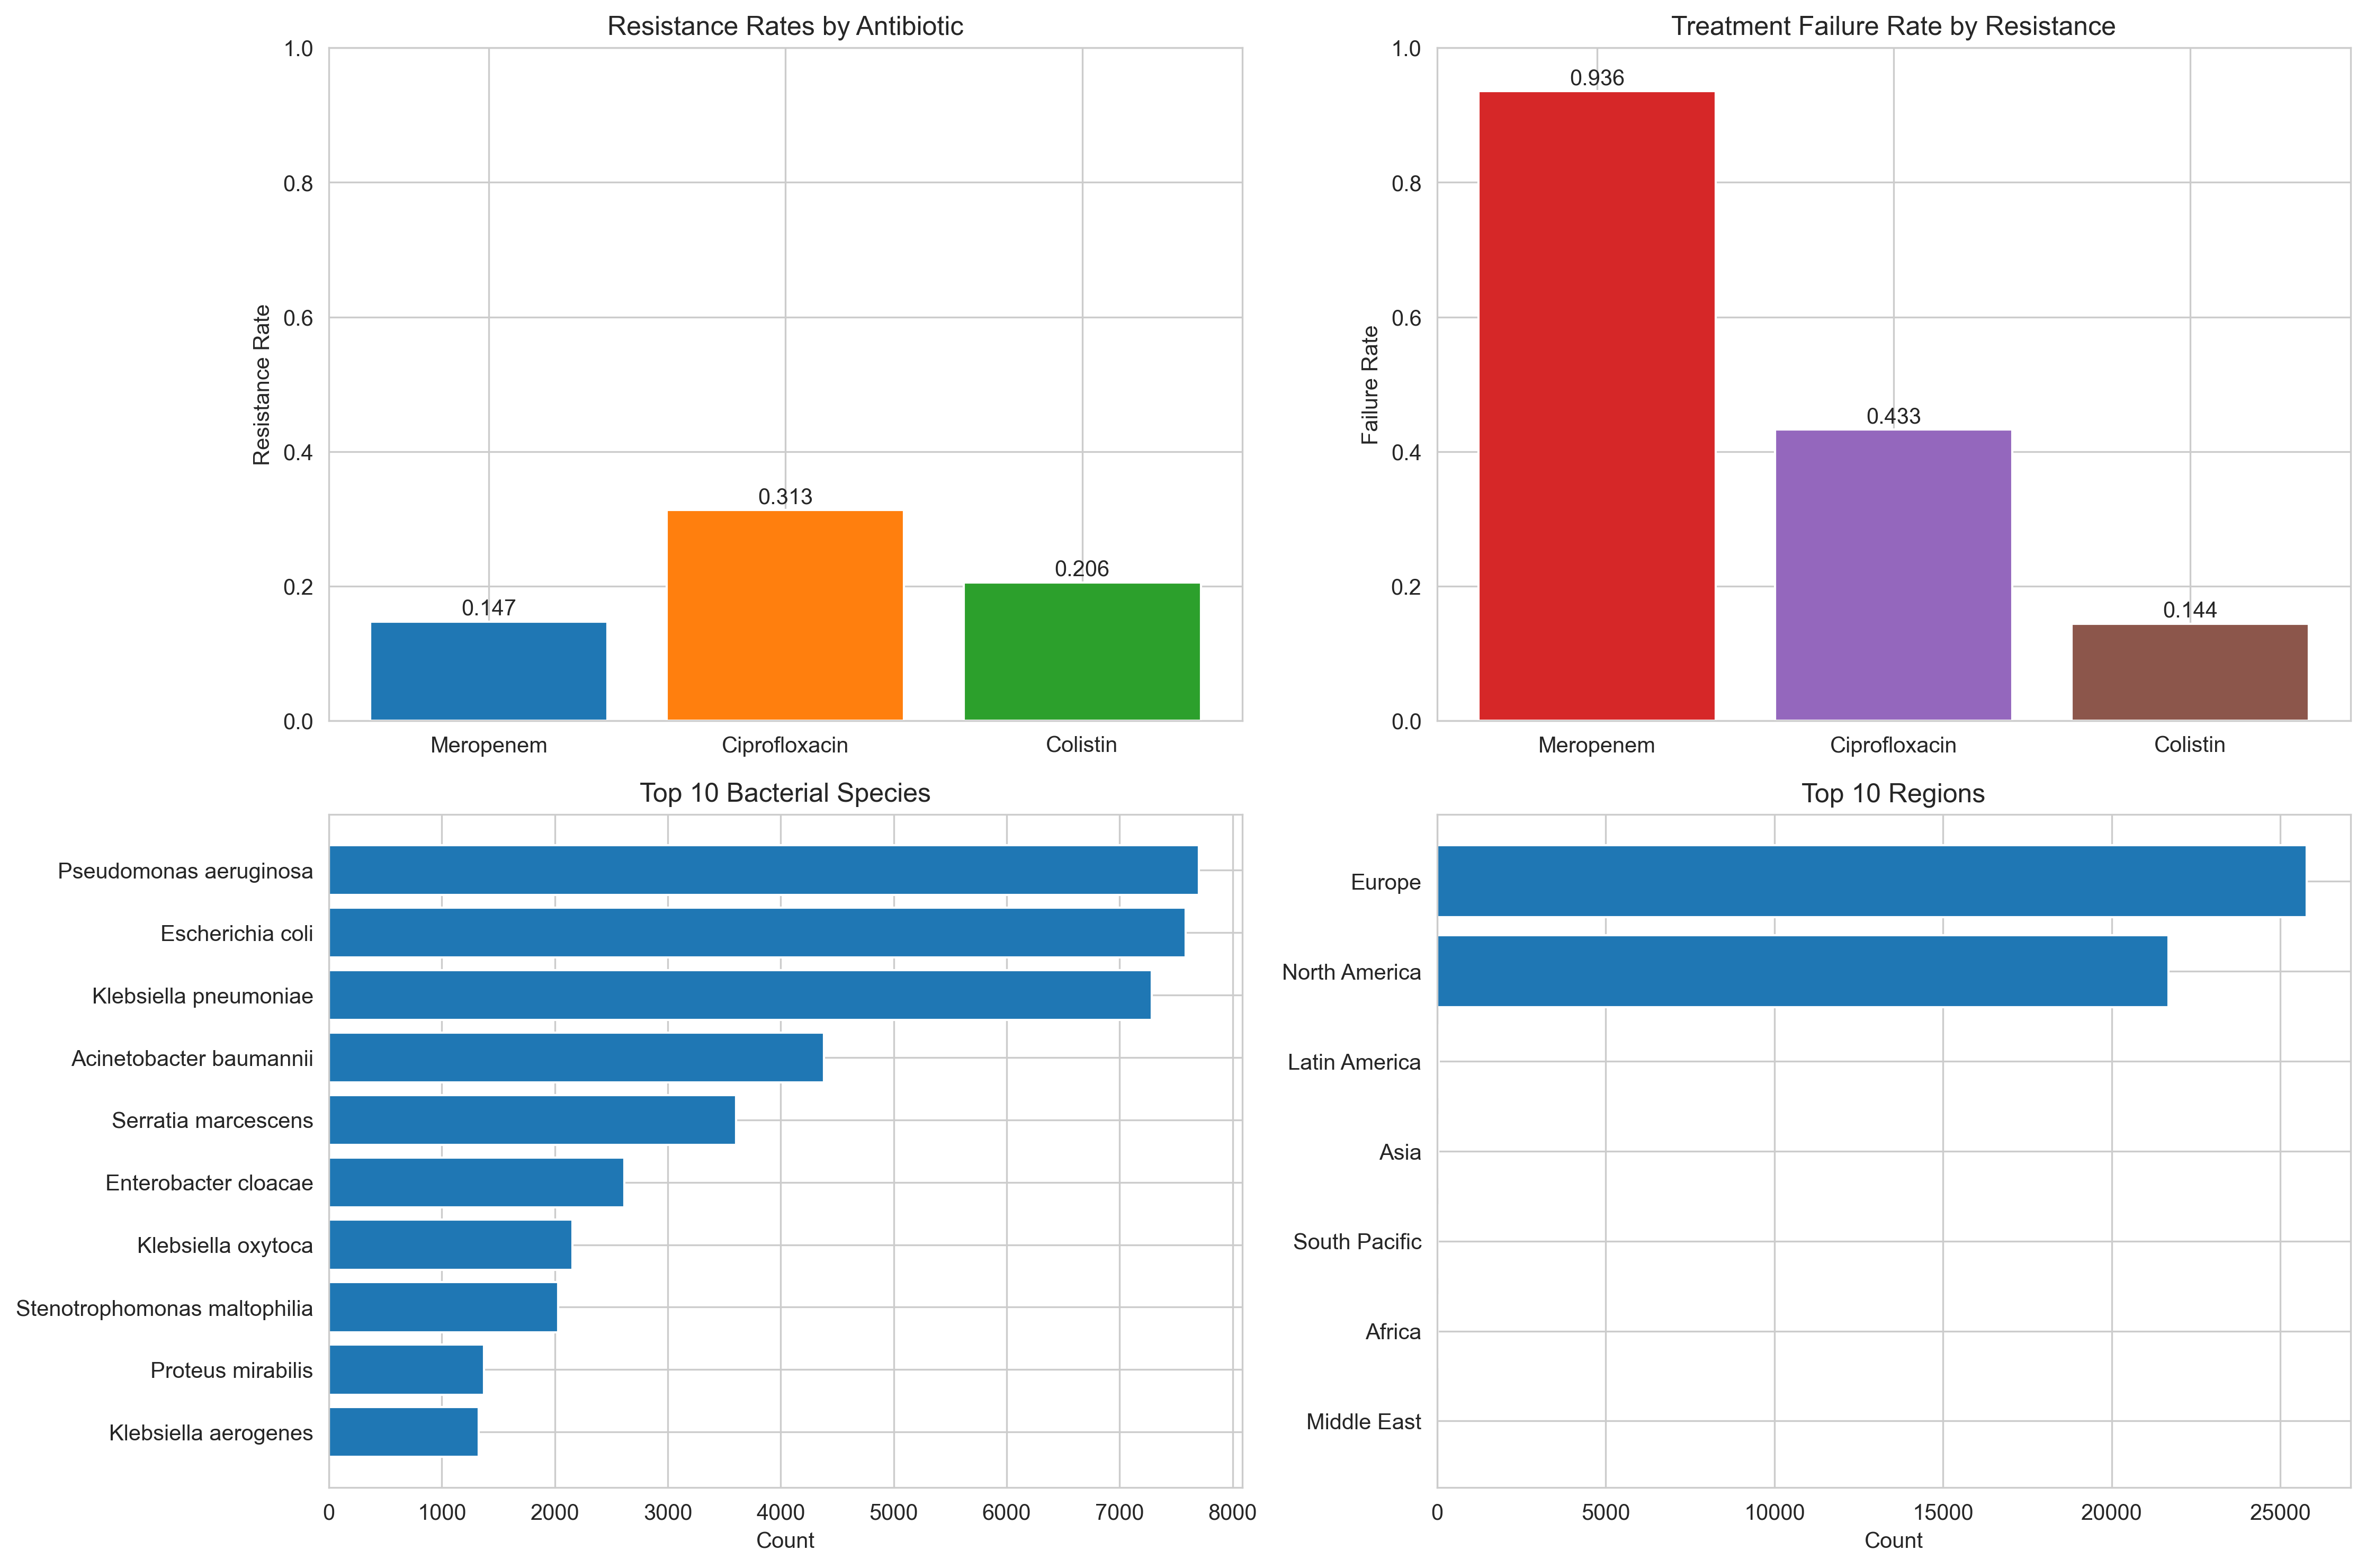 Resistance Rates by Antibiotic
Resistance Rate
1.0
0.8
0.6
0.4
0.2
0.0
0.147
0.313
0.206
Meropenem
Ciprofloxacin
Colistin
Treatment Failure Rate by Resistance
Failure Rate
1.0
0.8
0.6
0.4
0.2
0.0
0.936
0.433
0.144
Meropenem
Ciprofloxacin
Colistin
Top 10 Bacterial Species
Pseudomonas aeruginosa
Escherichia coli
Klebsiella pneumoniae
Acinetobacter baumannii
Serratia marcescens
Enterobacter cloacae
Klebsiella oxytoca
Stenotrophomonas maltophilia
Proteus mirabilis
Klebsiella aerogenes
0 1000 2000 3000 4000 5000 6000 7000 8000
Count
Top 10 Regions
Europe
North America
Latin America
Asia
South Pacific
Africa
Middle East
0 5000 10000 15000 20000 25000
Count